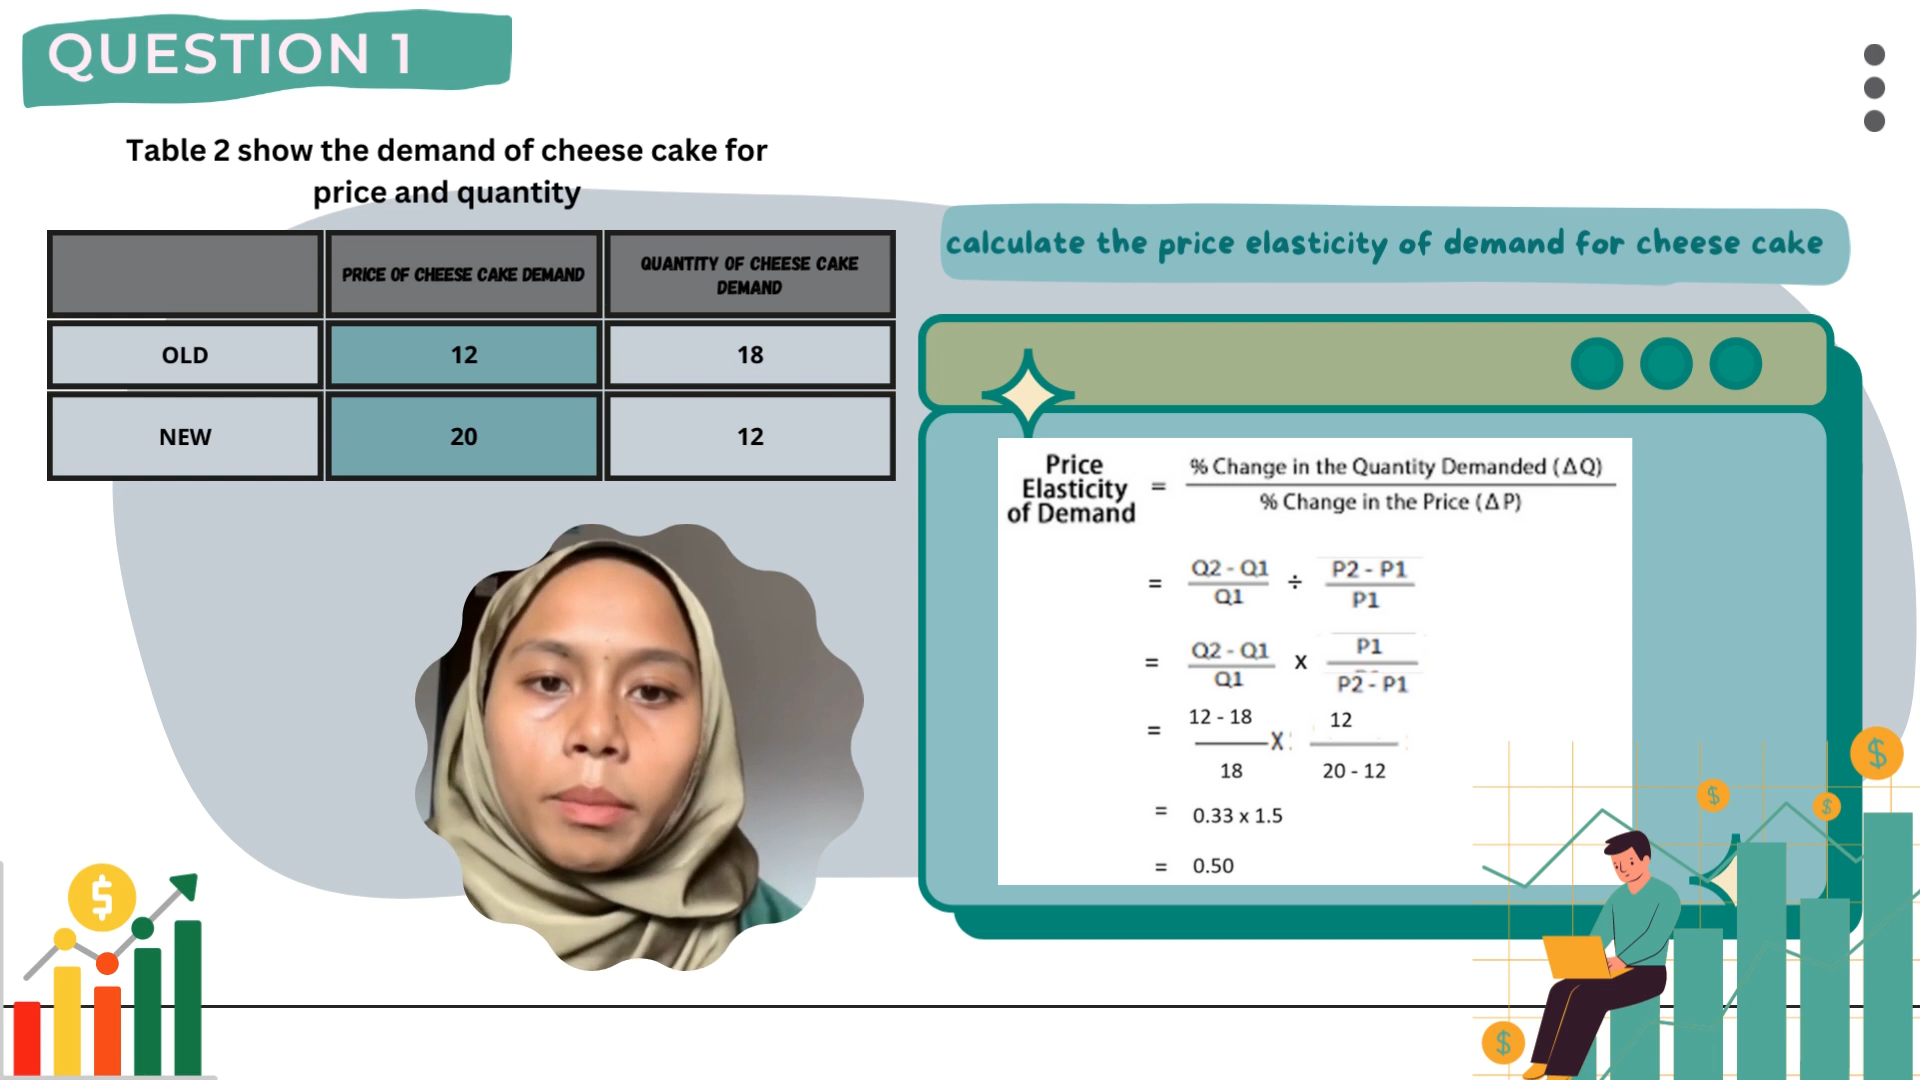 QUESTION 1
Table 2 show the demand of cheese cake for
price and quantity
PRICE OF CHEESE CAKE DEMAND
QUANTITY OF CHEESE CAKE
DEMAND
OLD
12
18
NEW
20
12
calculate the price elasticity of demand for cheese cake
Price
Elasticity
of Demand
= % Change in the Quantity Demanded (ΔQ)
% Change in the Price (ΔP)
= Q2 - Q1 ÷ P2 - P1
Q1 P1
= Q2 - Q1 x P1
Q1 P2 - P1
= 12 - 18 X 12
18 20 - 12
= 0.33 x 1.5
= 0.50
$
$
$
$
$